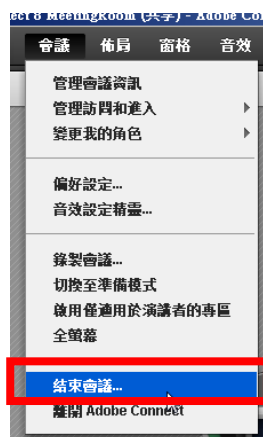 ect 8 MeetingRoom (共享) - Adobe Co
會議 佈局 窗格 音效
管理會議資訊
管理訪問和進入
變更我的角色
偏好設定...
音效設定精靈...
錄製會議...
切換至準備模式
啟用僅適用於演講者的專區
全螢幕
結束會議...
離開 Adobe Connect